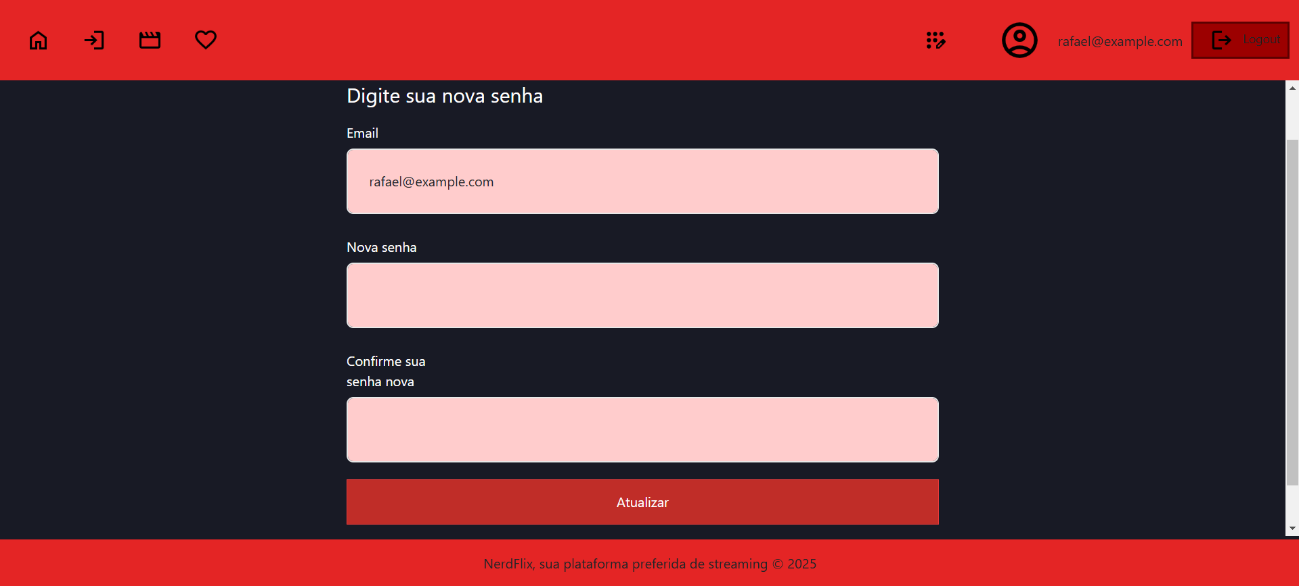 rafael@example.com
Logout
Digite sua nova senha
Email
rafael@example.com
Nova senha
Confirme sua
senha nova
Atualizar
NerdFlix, sua plataforma preferida de streaming © 2025